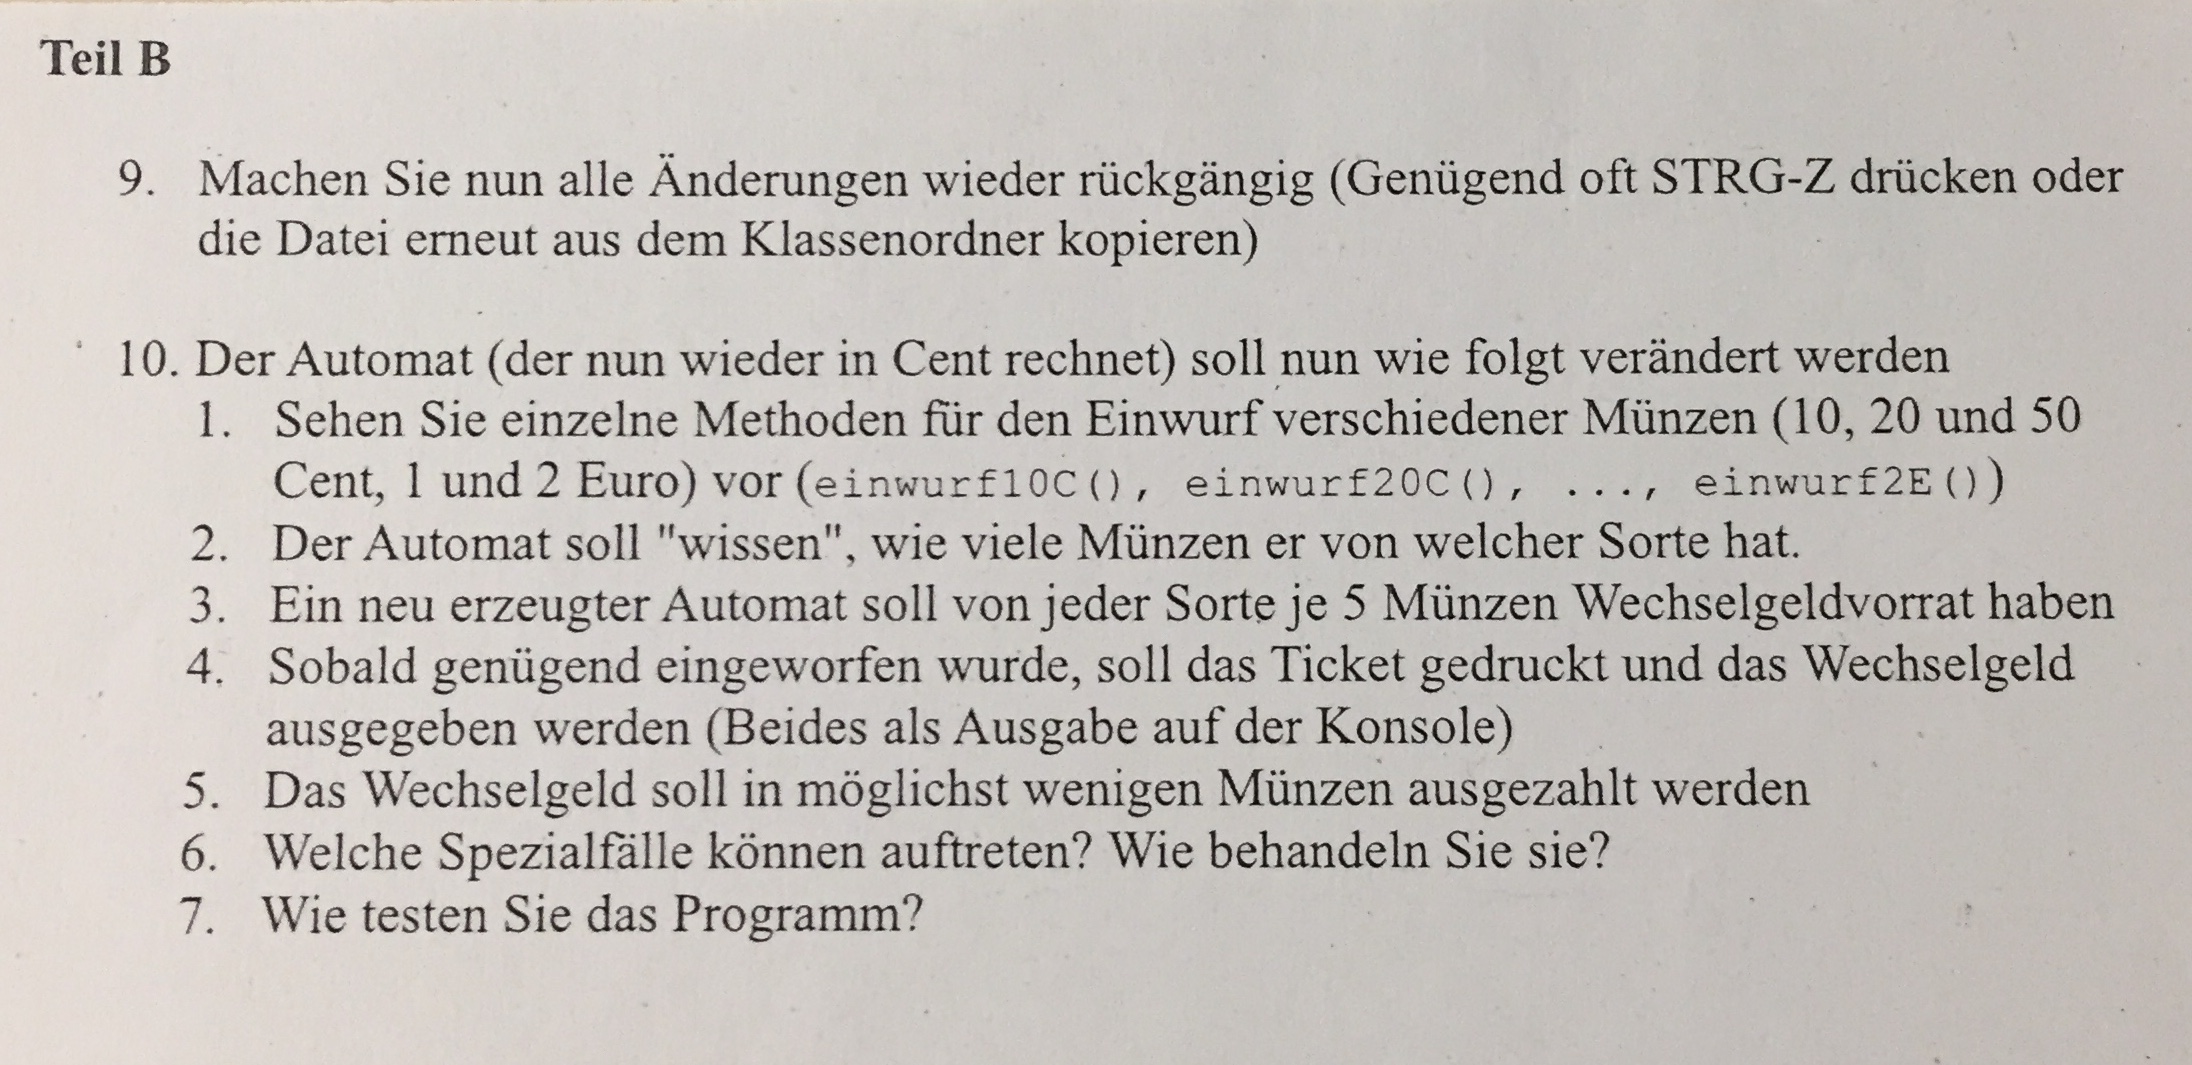 Teil B
9. Machen Sie nun alle Änderungen wieder rückgängig (Genügend oft STRG-Z drücken oder
die Datei erneut aus dem Klassenordner kopieren)
10. Der Automat (der nun wieder in Cent rechnet) soll nun wie folgt verändert werden
1. Sehen Sie einzelne Methoden für den Einwurf verschiedener Münzen (10, 20 und 50
Cent, 1 und 2 Euro) vor (einwurf10C(), einwurf20C(), ..., einwurf2E())
2. Der Automat soll "wissen", wie viele Münzen er von welcher Sorte hat.
3. Ein neu erzeugter Automat soll von jeder Sorte je 5 Münzen Wechselgeldvorrat haben
4. Sobald genügend eingeworfen wurde, soll das Ticket gedruckt und das Wechselgeld
ausgegeben werden (Beides als Ausgabe auf der Konsole)
5. Das Wechselgeld soll in möglichst wenigen Münzen ausgezahlt werden
6. Welche Spezialfälle können auftreten? Wie behandeln Sie sie?
7. Wie testen Sie das Programm?